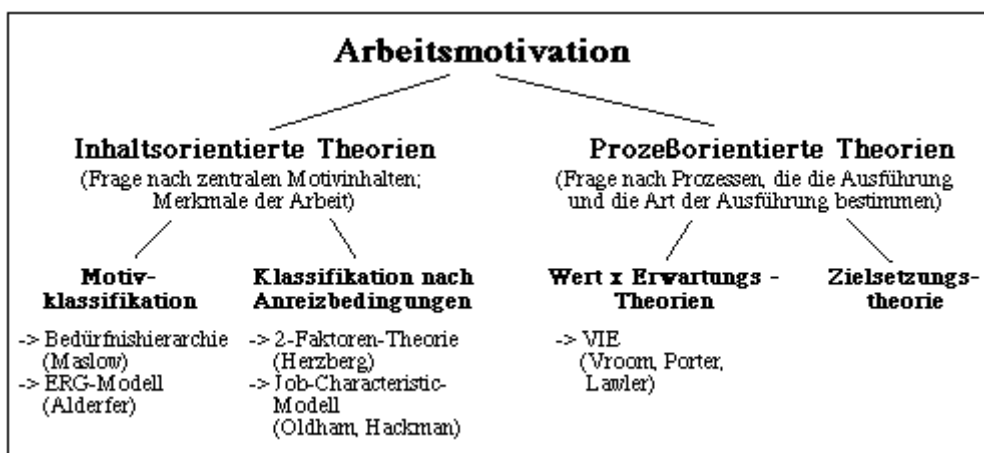 Arbeitsmotivation
Inhaltsorientierte Theorien
(Frage nach zentralen Motivinhalten;
Merkmale der Arbeit)
Prozeßorientierte Theorien
(Frage nach Prozessen, die die Ausführung
und die Art der Ausführung bestimmen)
Motiv-
klassifikation
-> Bedürfnishierarchie
(Maslow)
-> ERG-Modell
(Alderfer)
Klassifikation nach
Anreizbedingungen
-> 2-Faktoren-Theorie
(Herzberg)
-> Job-Characteristic-
Modell
(Oldham, Hackman)
Wert x Erwartungs -
Theorien
-> VIE
(Vroom, Porter,
Lawler)
Zielsetzungs-
theorie